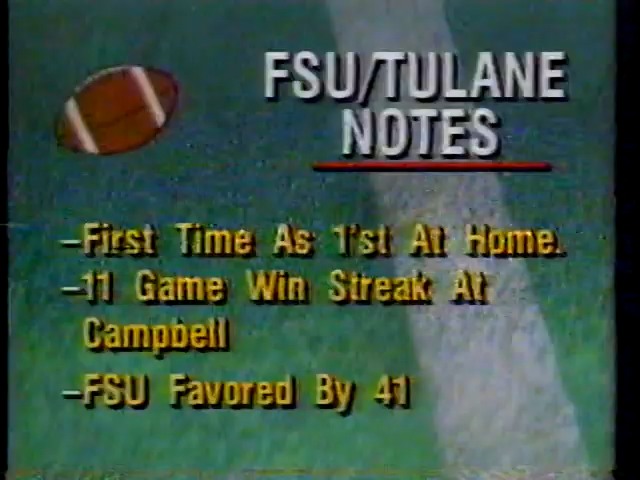 FSU/TULANE
NOTES
-First Time As 1'st At Home.
-11 Game Win Streak At
Campbell
-FSU Favored By 41